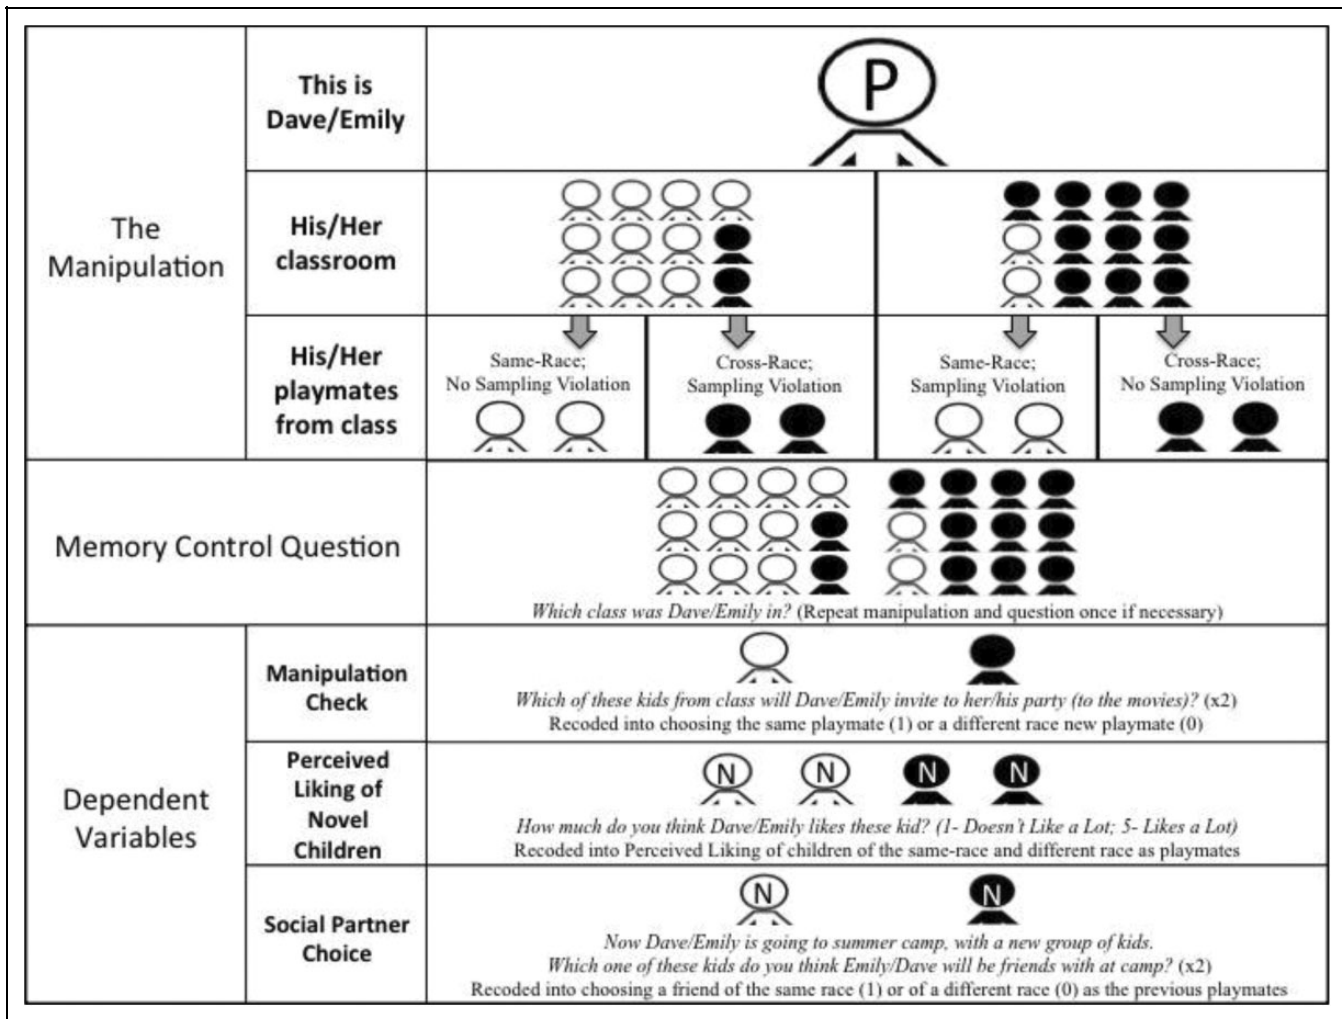 This is
Dave/Emily
P
The
Manipulation
His/Her
classroom
His/Her
playmates
from class
Same-Race;
No Sampling Violation
Cross-Race;
Sampling Violation
Same-Race;
Sampling Violation
Cross-Race;
No Sampling Violation
Memory Control Question
Which class was Dave/Emily in? (Repeat manipulation and question once if necessary)
Dependent
Variables
Manipulation
Check
Which of these kids from class will Dave/Emily invite to her/his party (to the movies)? (x2)
Recoded into choosing the same playmate (1) or a different race new playmate (0)
Perceived
Liking of
Novel
Children
N N N N
How much do you think Dave/Emily likes these kid? (1- Doesn't Like a Lot; 5- Likes a Lot)
Recoded into Perceived Liking of children of the same-race and different race as playmates
Social Partner
Choice
N N
Now Dave/Emily is going to summer camp, with a new group of kids.
Which one of these kids do you think Emily/Dave will be friends with at camp? (x2)
Recoded into choosing a friend of the same race (1) or of a different race (0) as the previous playmates